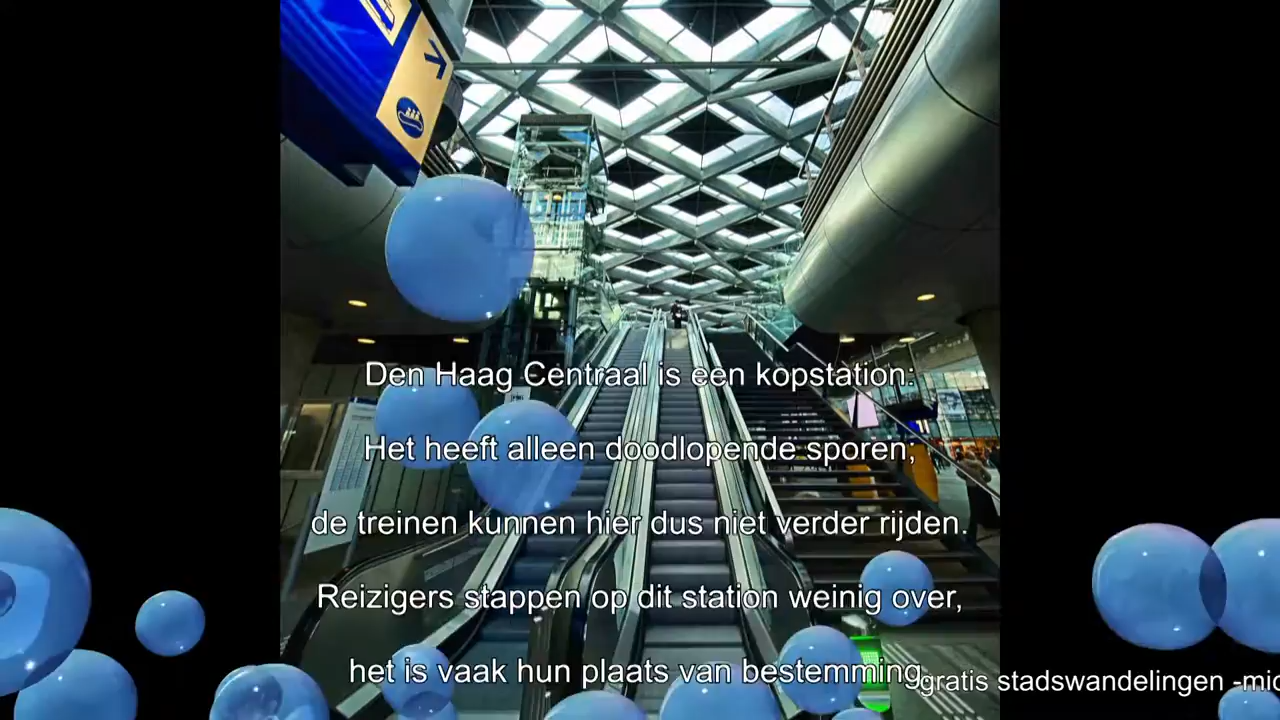 Den Haag Centraal is een kopstation:
Het heeft alleen doodlopende sporen;
de treinen kunnen hier dus niet verder rijden.
Reizigers stappen op dit station weinig over,
het is vaak hun plaats van bestemming.
gratis stadswandelingen -mid